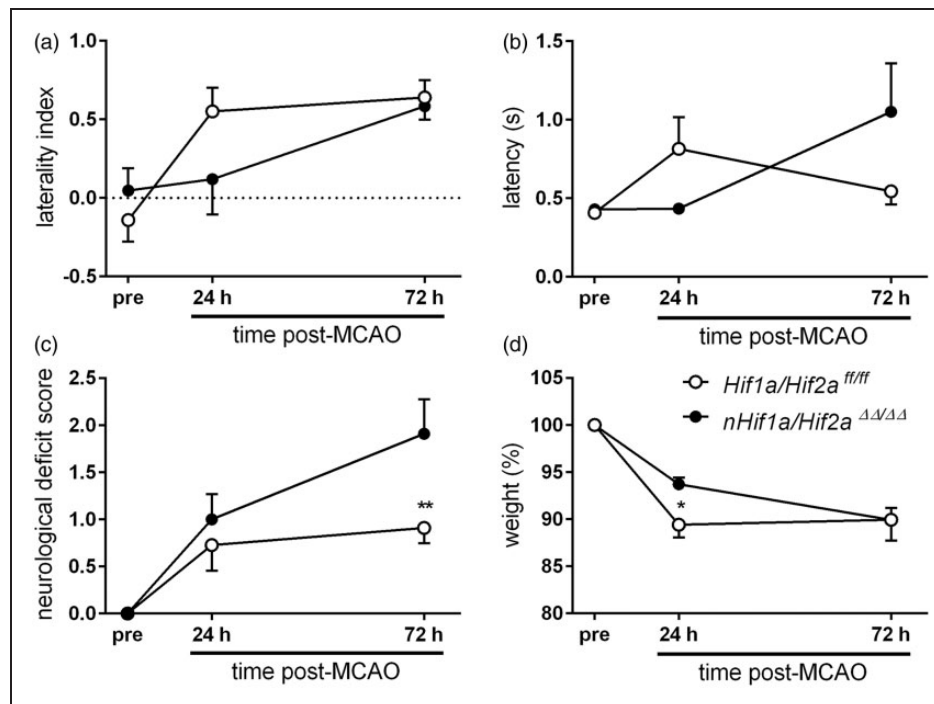 (a)
1.0
0.5
0.0
-0.5
laterality index
pre
24 h
72 h
time post-MCAO
(b)
1.5
1.0
0.5
0.0
latency (s)
pre
24 h
72 h
time post-MCAO
(c)
2.5
2.0
1.5
1.0
0.5
0.0
neurological deficit score
**
pre
24 h
72 h
time post-MCAO
(d)
105
100
95
90
85
80
weight (%)
Hif1a/Hif2a ff/ff
nHif1a/Hif2a ΔΔ/ΔΔ
*
pre
24 h
72 h
time post-MCAO